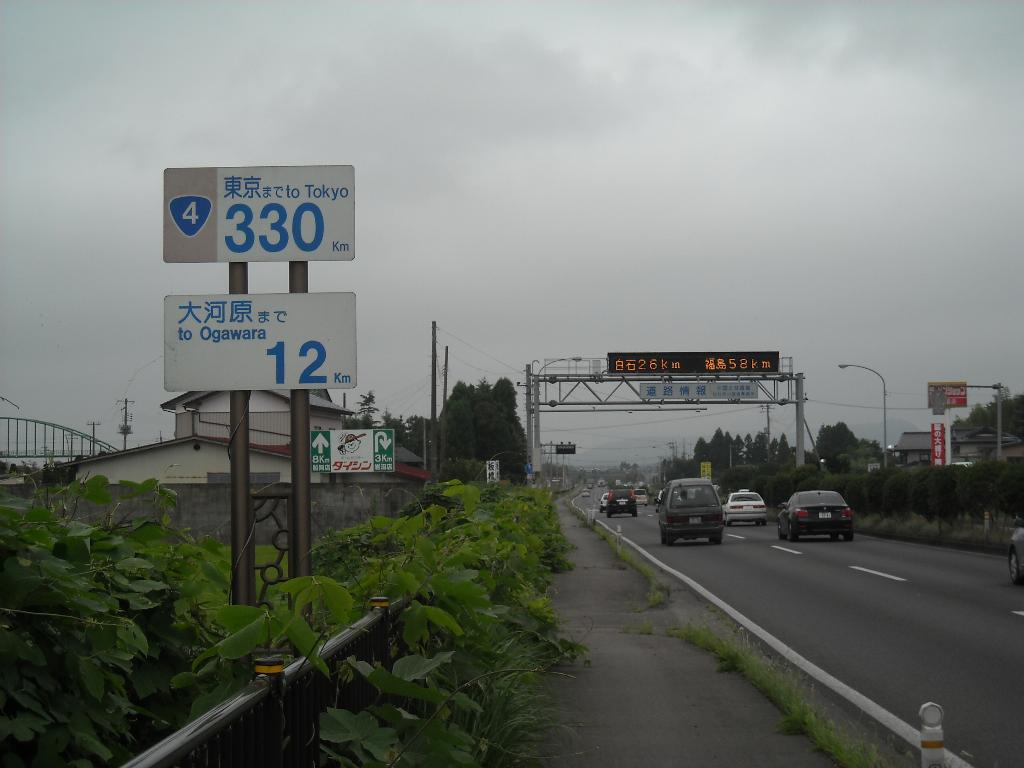 4
東京まで to Tokyo
330 Km
大河原まで
to Ogawara
12 Km
白石26km 福島58km
道路情報
8Km
タイシン
3Km